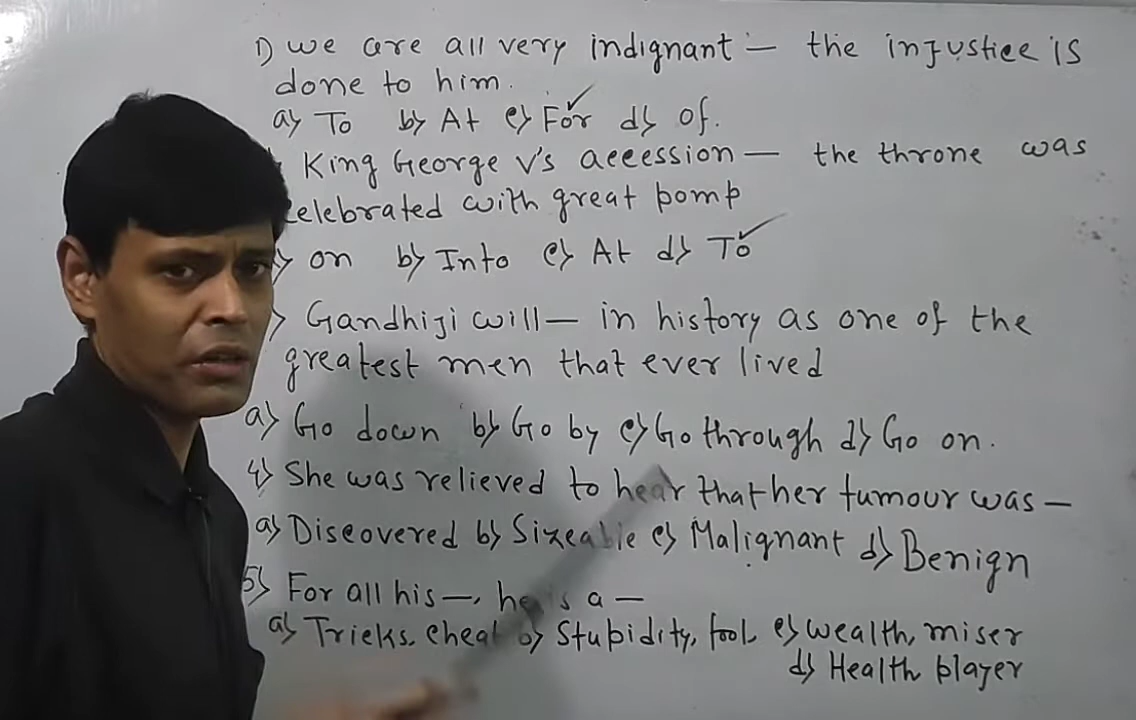 1) we are all very indignant — the injustice is
done to him.
a) To b) At c) For ✓ d) of.
King George V's accession — the throne was
celebrated with great pomp
on b) Into c) At d) To ✓
Gandhiji will — in history as one of the
greatest men that ever lived
a) Go down b) Go by c) Go through d) Go on.
4) She was relieved to hear that her tumour was —
a) Discovered b) Sizeable c) Malignant d) Benign
5) For all his —, he is a —
a) Tricks, cheat b) Stupidity, fool c) wealth, miser
d) Health player